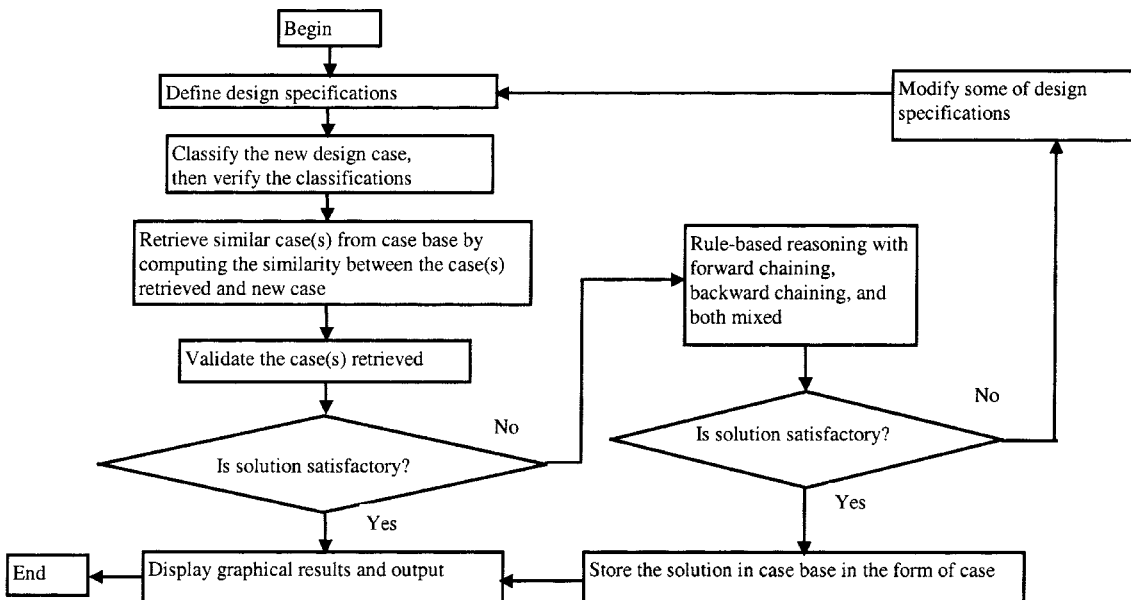 Begin
Define design specifications
Modify some of design
specifications
Classify the new design case,
then verify the classifications
Retrieve similar case(s) from case base by
computing the similarity between the case(s)
retrieved and new case
Rule-based reasoning with
forward chaining,
backward chaining, and
both mixed
Validate the case(s) retrieved
Is solution satisfactory?
No
Yes
Is solution satisfactory?
No
Yes
Store the solution in case base in the form of case
Display graphical results and output
End